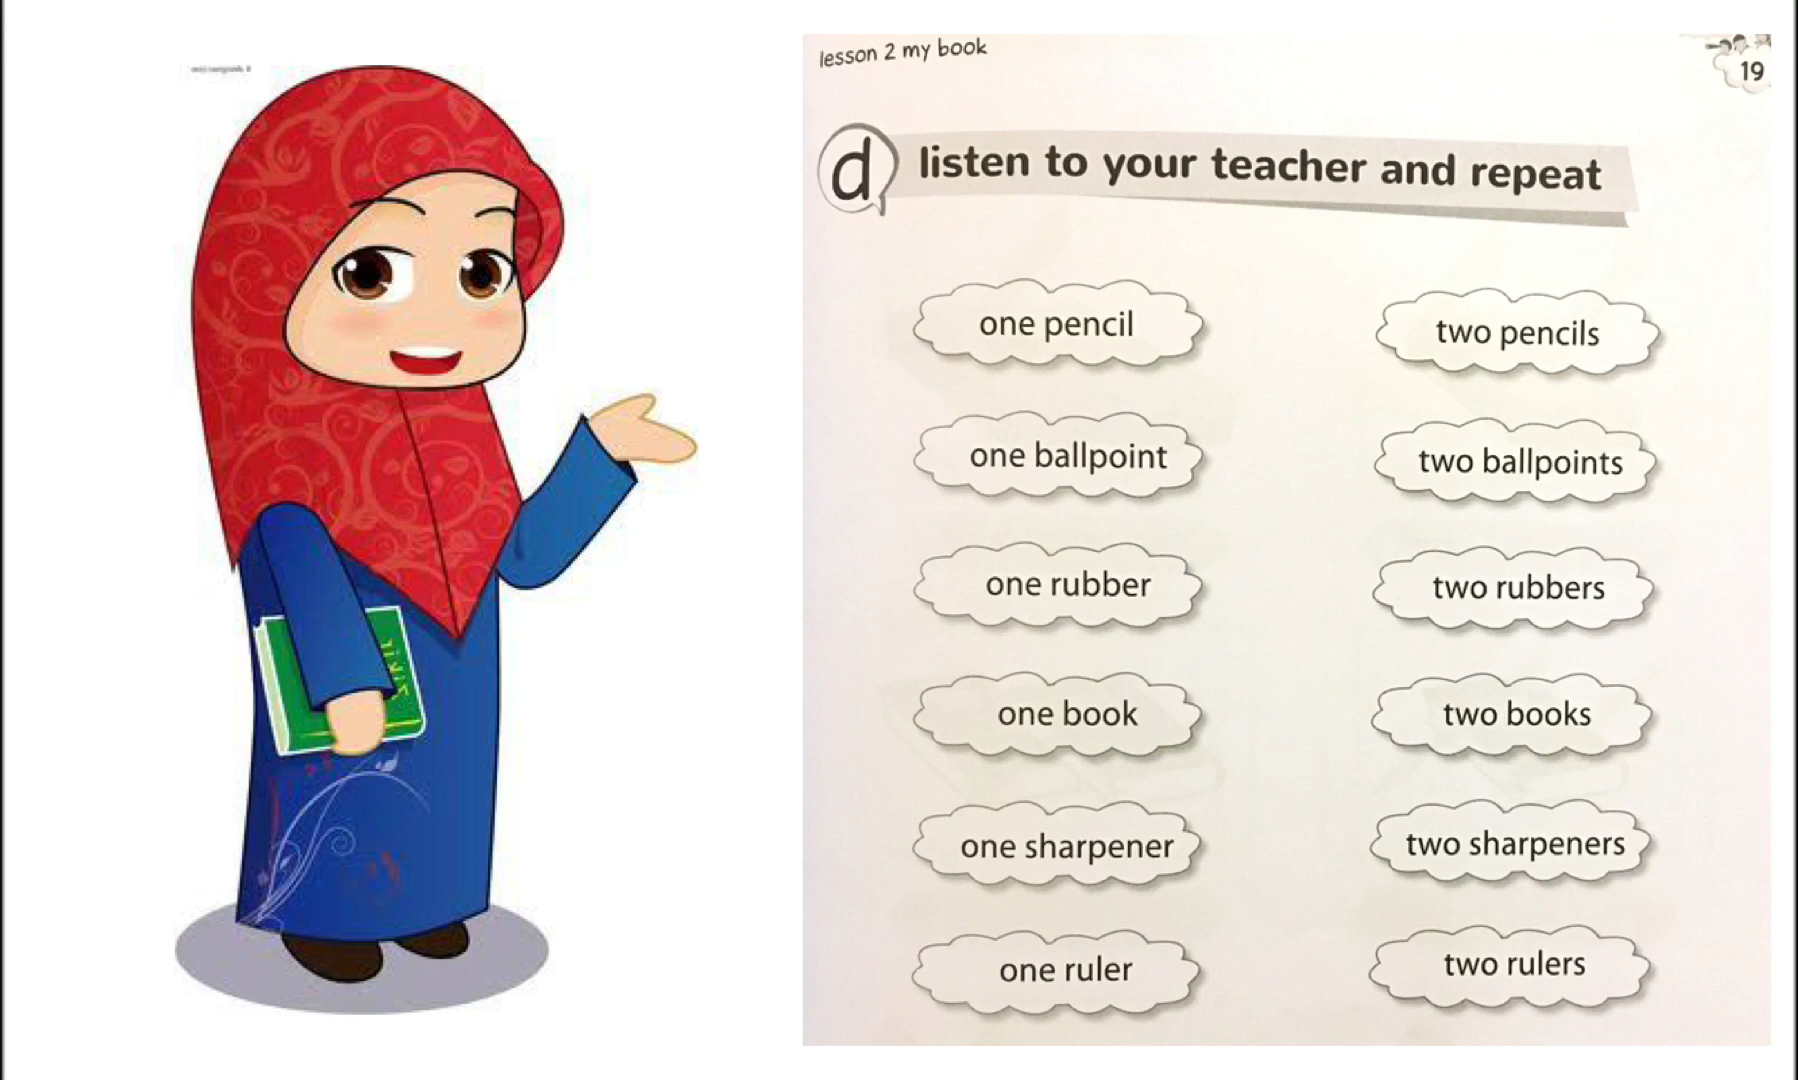 lesson 2 my book
19
d listen to your teacher and repeat
one pencil
two pencils
one ballpoint
two ballpoints
one rubber
two rubbers
one book
two books
one sharpener
two sharpeners
one ruler
two rulers